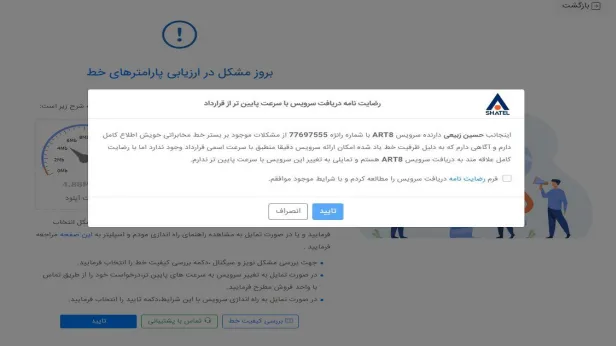 بازگشت
بروز مشکل در ارزیابی پارامترهای خط
شرح زیر است:
رضایت نامه دریافت سرویس با سرعت پایین تر از قرارداد
SHATEL
اینجانب حسین ربیعی دارنده سرویس ART8 با شماره رانژه 77697555 از مشکلات موجود بر بستر خط مخابراتی خویش اطلاع کامل
دارم و آگاهی دارم که به دلیل ظرفیت خط یاد شده امکان ارائه سرویس دقیقا منطبق با سرعت اسمی قرارداد وجود ندارد اما با رضایت
کامل علاقه مند به دریافت سرویس ART8 هستم و تمایلی به تغییر این سرویس با سرعت پایین تر ندارم.
فرم رضایت نامه دریافت سرویس را مطالعه کردم و با شرایط موجود موافقم.
تایید
انصراف
انتخاب
فرمایید و یا در صورت تمایل به مشاهده راهنمای راه اندازی مودم و اسپلیتر به این صفحه مراجعه
فرمایید.
جهت بررسی مشکل نویز و سیگنال ،دکمه بررسی کیفیت خط را انتخاب فرمایید.
در صورت تمایل به تغییر سرویس به سرعت های پایین تر،درخواست خود را از طریق تماس
با واحد فروش مطرح فرمایید.
در صورت تمایل به راه اندازی سرویس با این شرایط،دکمه تایید را انتخاب فرمایید.
بررسی کیفیت خط
تماس با پشتیبانی
تایید